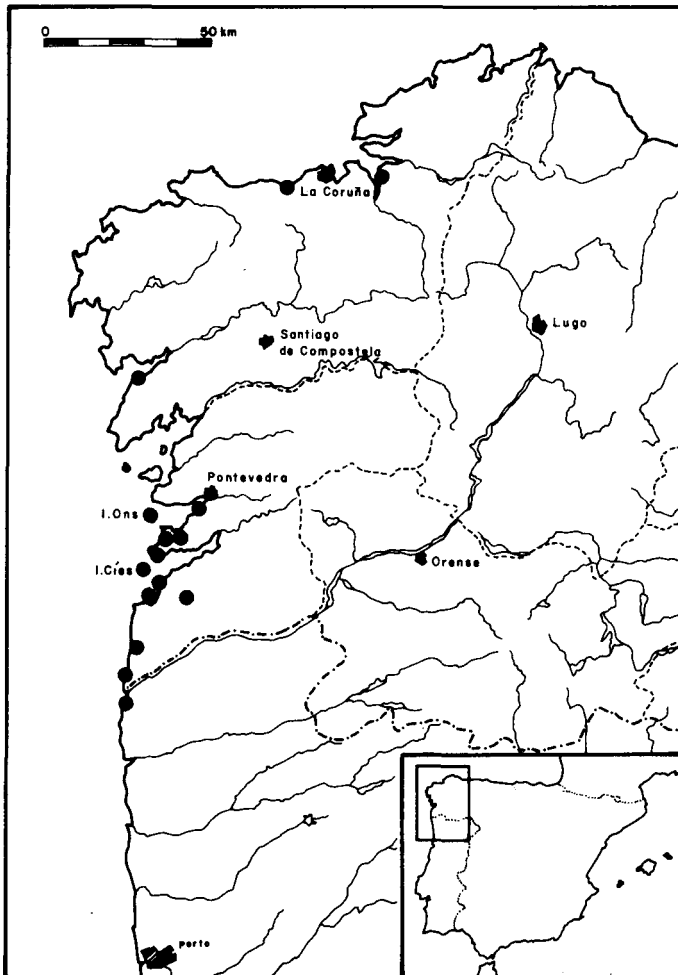 0 50 km
La Coruña
Lugo
Santiago
de Compostela
Pontevedra
I. Ons
Orense
I. Cíes
Porto